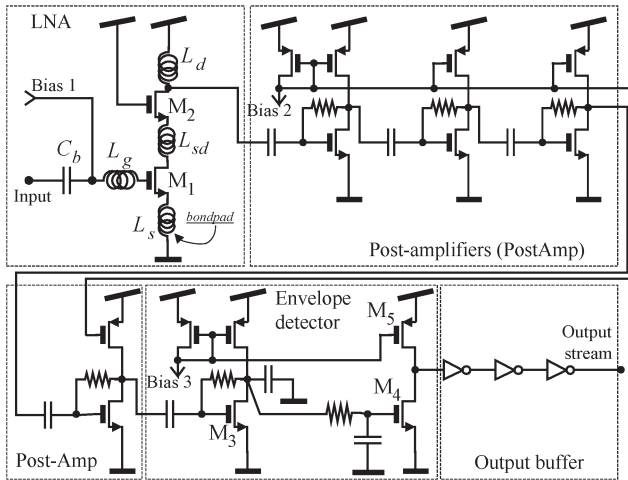 LNA
L_d
Bias 1
M_2
Bias 2
L_sd
C_b
L_g
M_1
Input
L_s
bondpad
Post-amplifiers (PostAmp)
Envelope
detector
M_5
Output
stream
Bias 3
M_4
M_3
Post-Amp
Output buffer